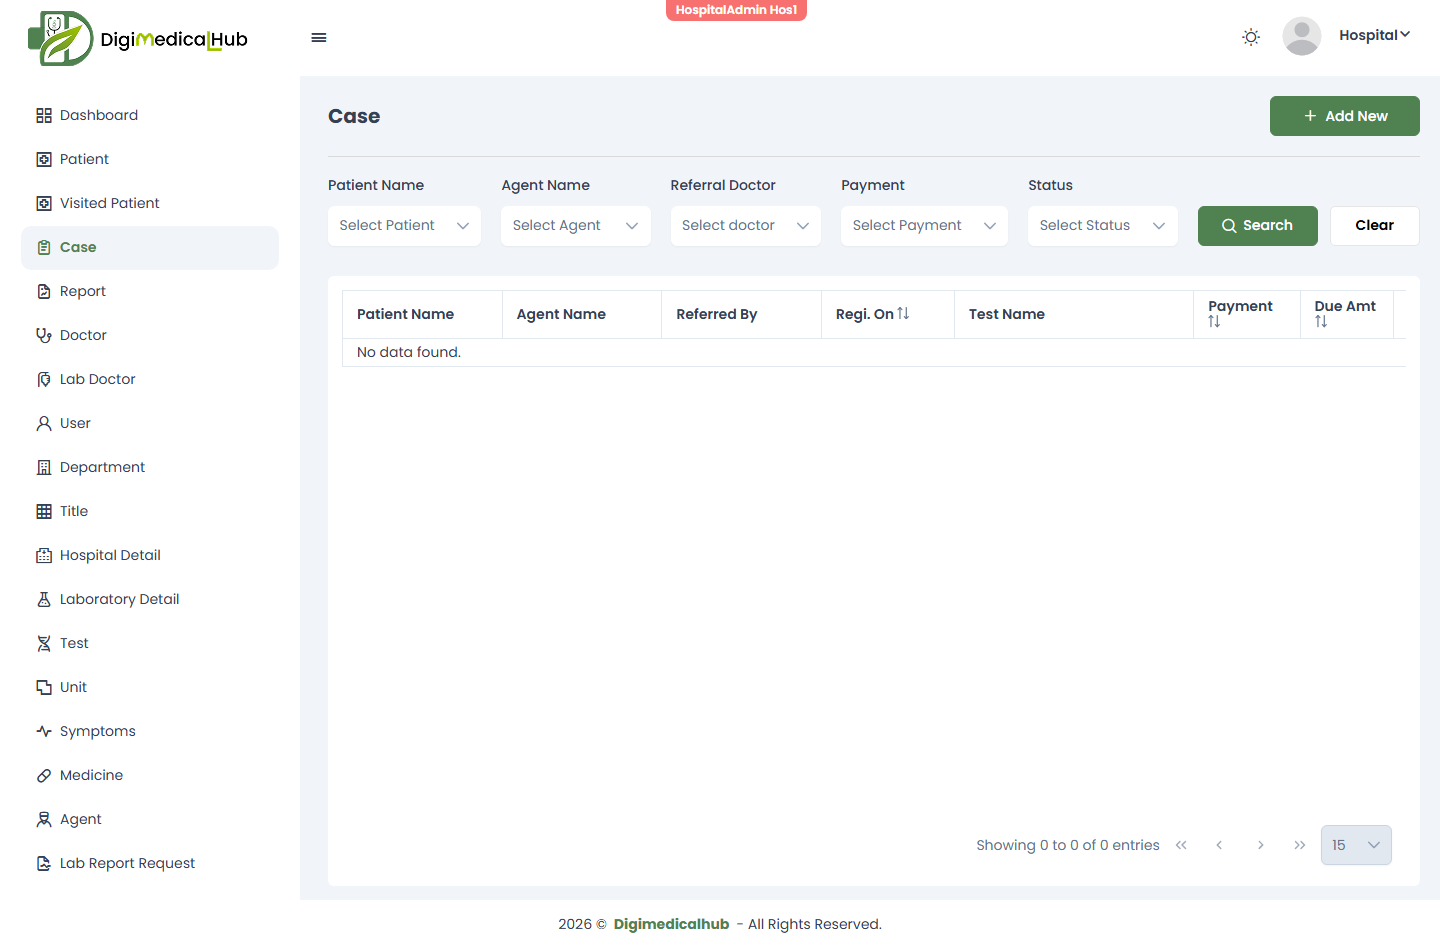 HospitalAdmin Hos1
DigiMedicalHub
Hospital
Dashboard
Patient
Visited Patient
Case
Report
Doctor
Lab Doctor
User
Department
Title
Hospital Detail
Laboratory Detail
Test
Unit
Symptoms
Medicine
Agent
Lab Report Request
Case
+ Add New
Patient Name Agent Name Referral Doctor Payment Status
Select Patient Select Agent Select doctor Select Payment Select Status Search Clear
Patient Name Agent Name Referred By Regi. On Test Name Payment Due Amt
No data found.
Showing 0 to 0 of 0 entries « ‹ › » 15
2026 © Digimedicalhub - All Rights Reserved.